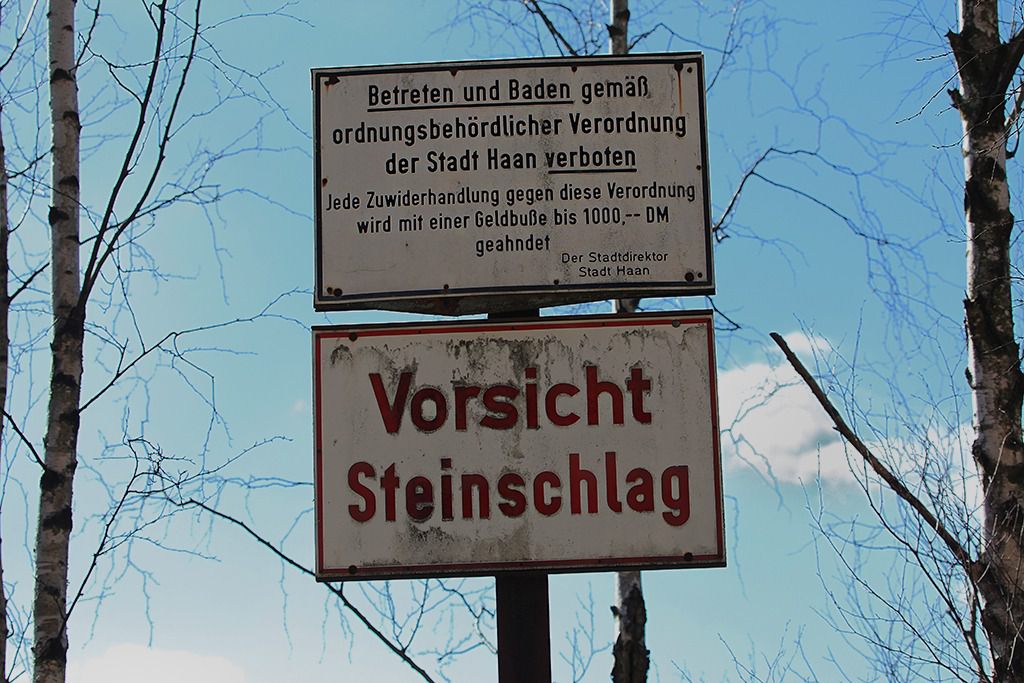 Betreten und Baden gemäß
ordnungsbehördlicher Verordnung
der Stadt Haan verboten
Jede Zuwiderhandlung gegen diese Verordnung
wird mit einer Geldbuße bis 1000,-- DM
geahndet
Der Stadtdirektor
Stadt Haan
Vorsicht
Steinschlag